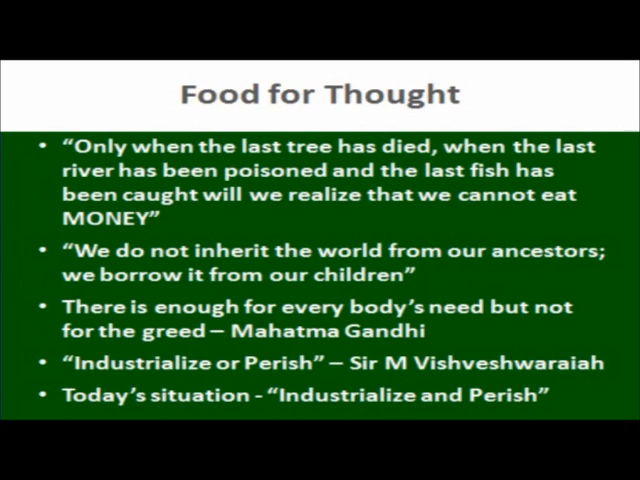 Food for Thought
• “Only when the last tree has died, when the last
river has been poisoned and the last fish has
been caught will we realize that we cannot eat
MONEY”
• “We do not inherit the world from our ancestors;
we borrow it from our children”
• There is enough for every body’s need but not
for the greed – Mahatma Gandhi
• “Industrialize or Perish” – Sir M Vishveshwaraiah
• Today’s situation - “Industrialize and Perish”